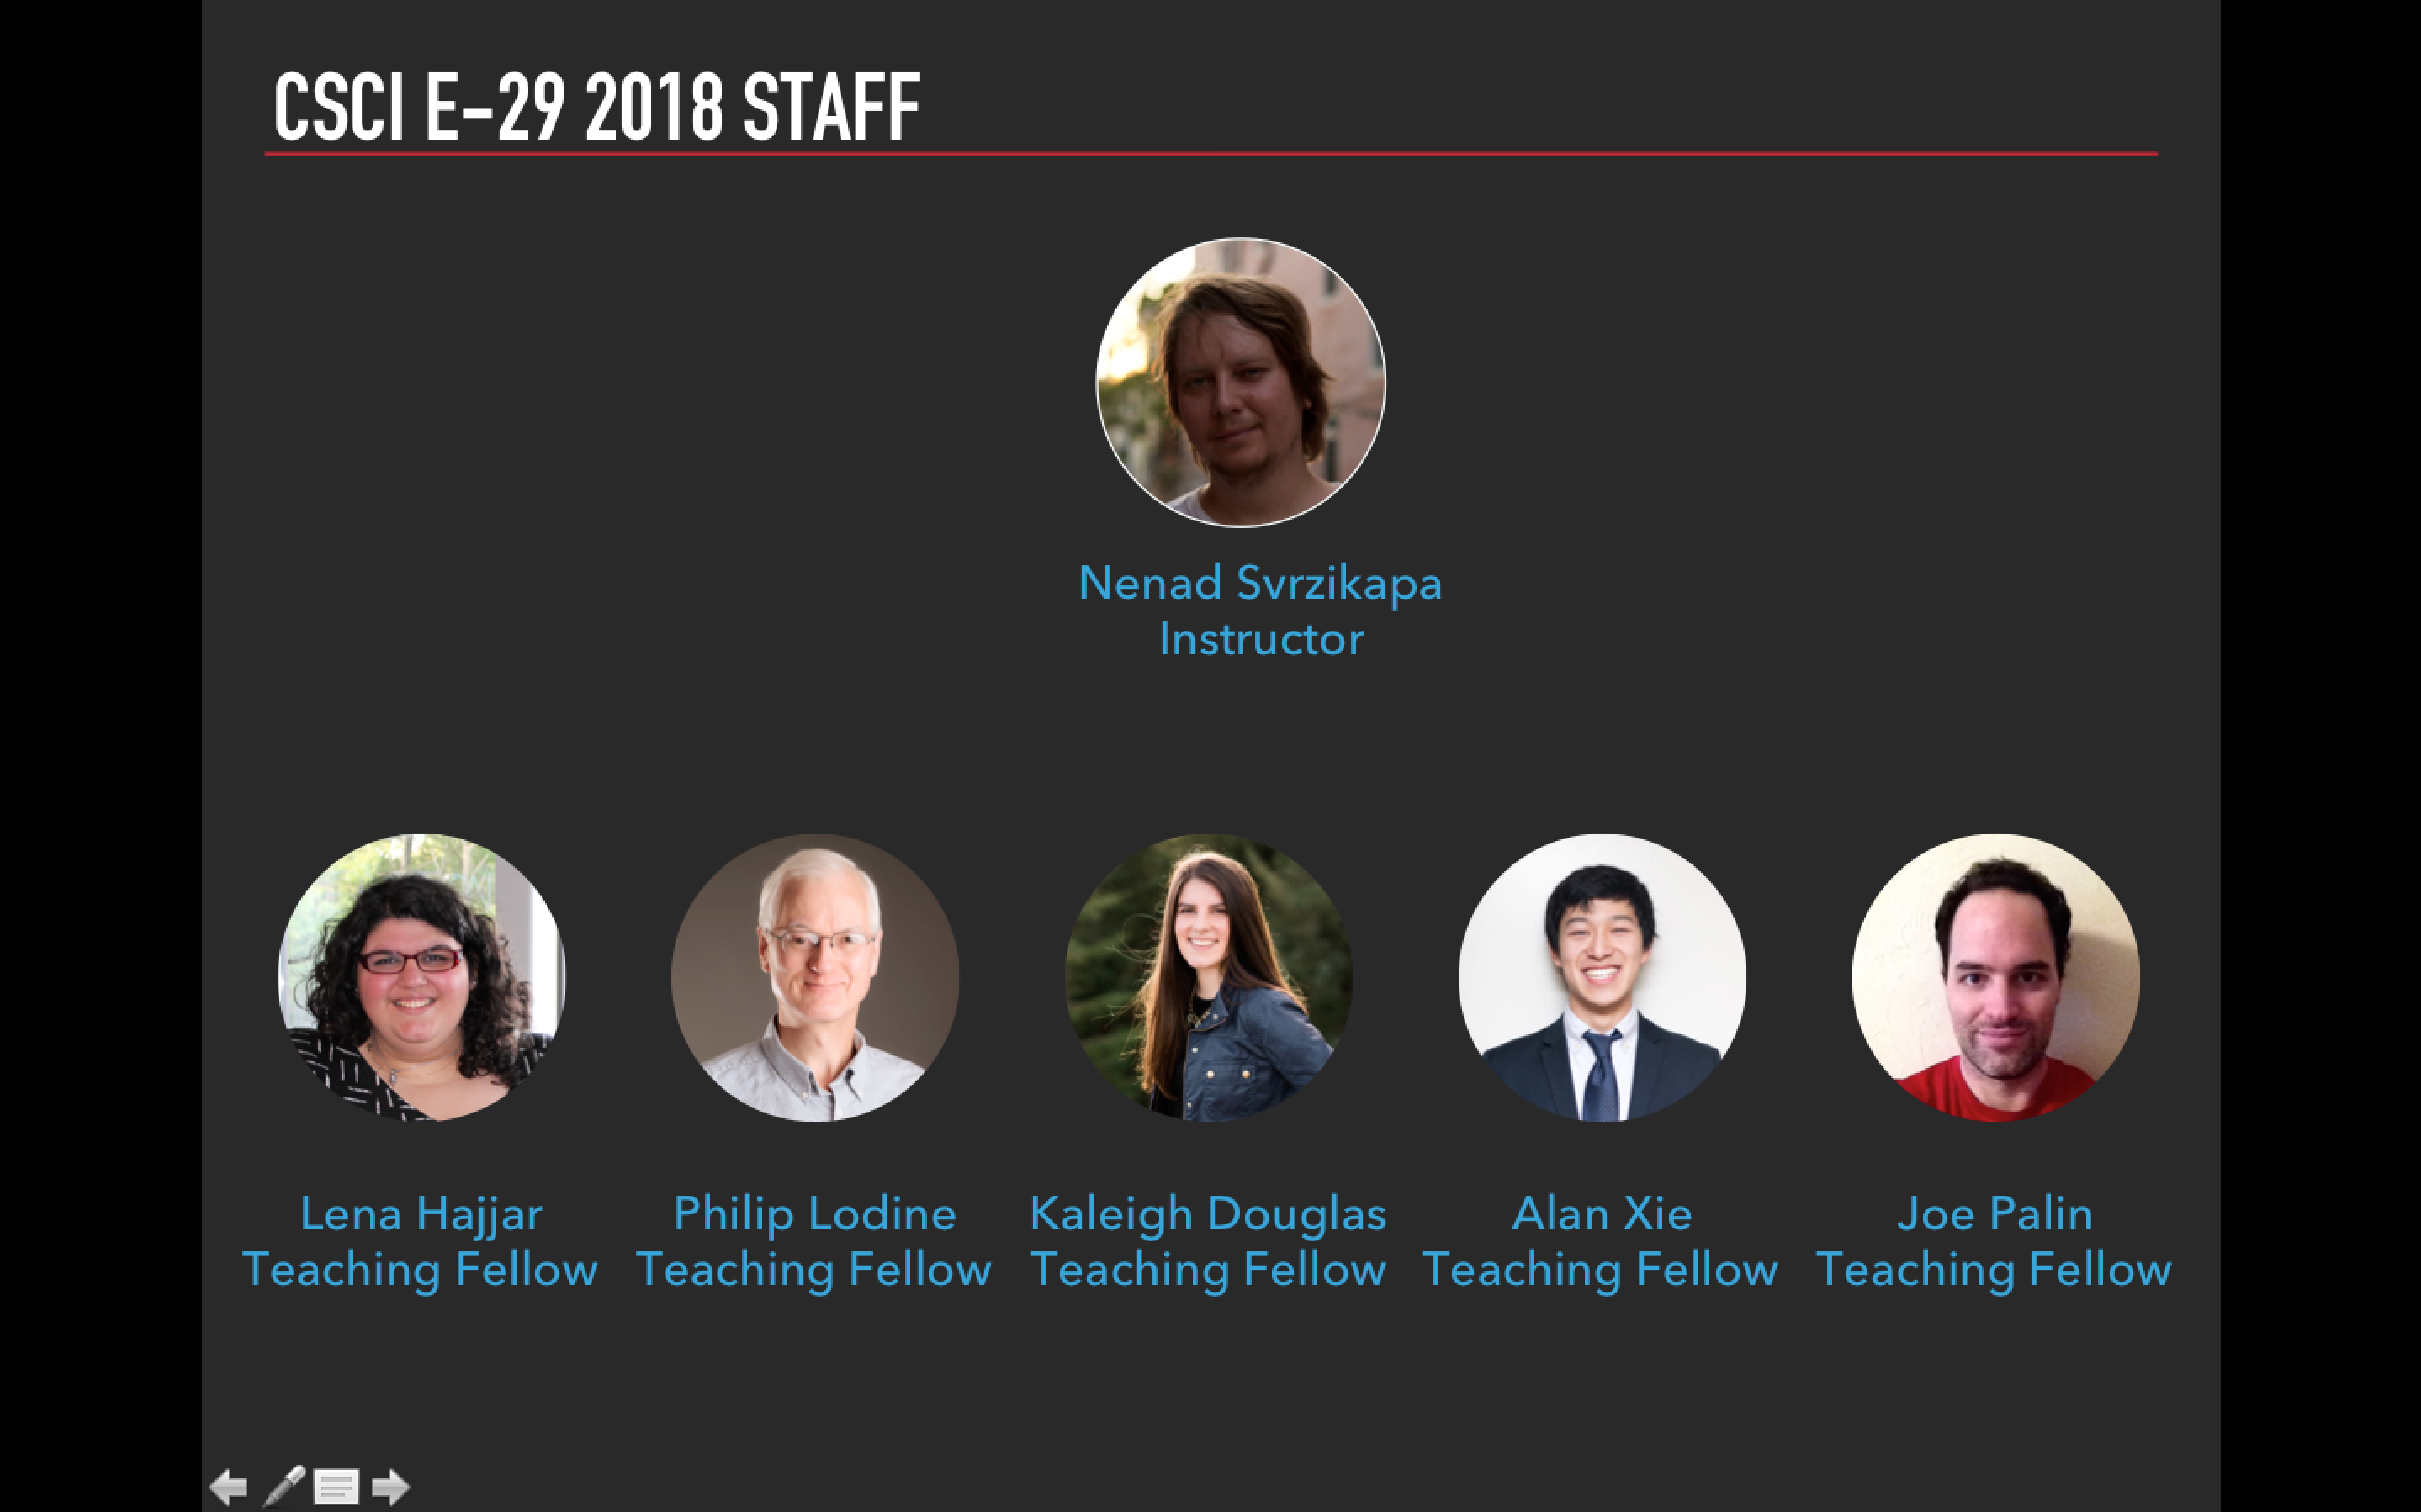 CSCI E-29 2018 STAFF
Nenad Svrzikapa
Instructor
Lena Hajjar
Teaching Fellow
Philip Lodine
Teaching Fellow
Kaleigh Douglas
Teaching Fellow
Alan Xie
Teaching Fellow
Joe Palin
Teaching Fellow